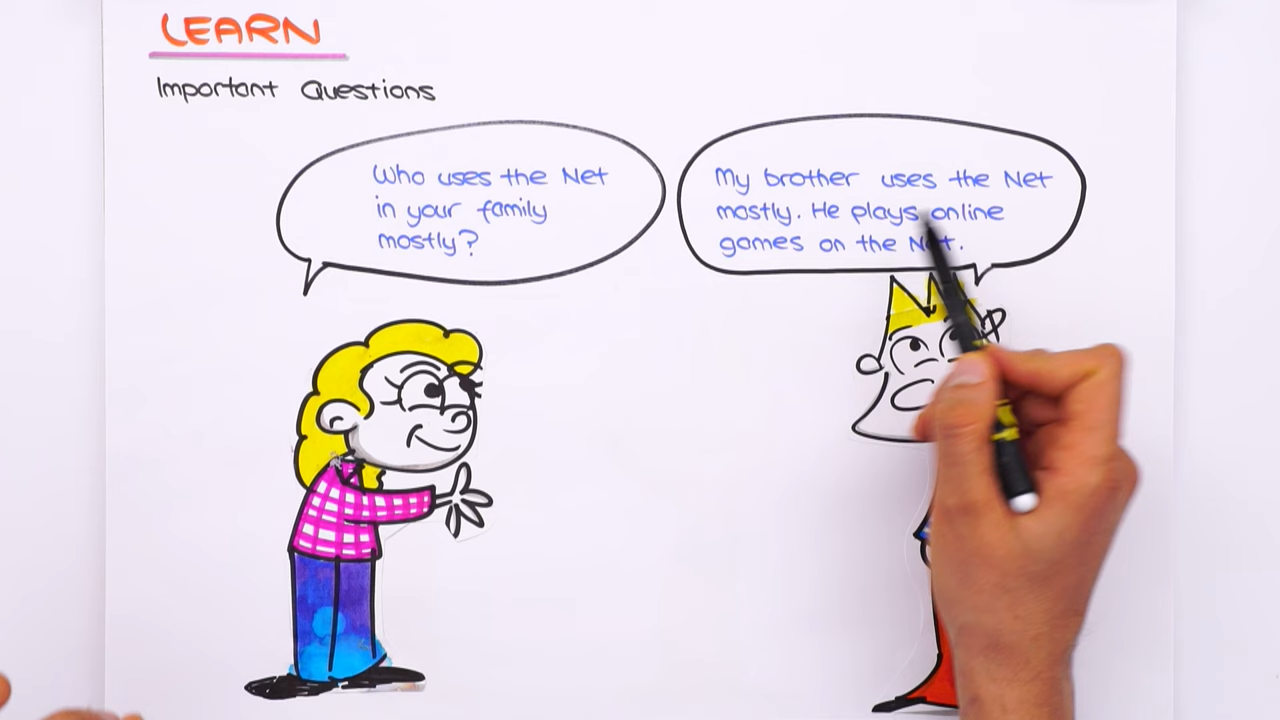 LEARN
Important Questions
Who uses the Net
in your family
mostly?
My brother uses the Net
mostly. He plays online
games on the Net.